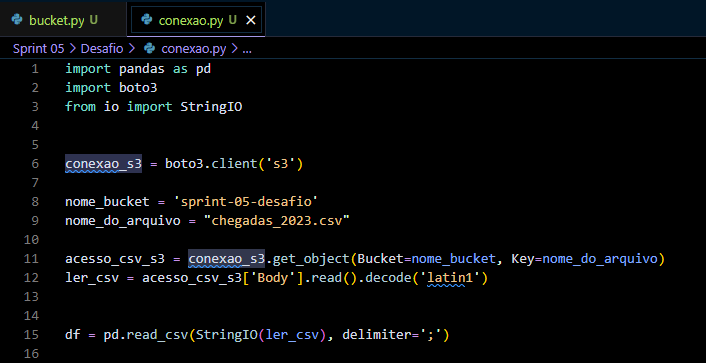 bucket.py U
conexao.py U
Sprint 05 > Desafio > conexao.py > ...
1 import pandas as pd
2 import boto3
3 from io import StringIO
4
5
6 conexao_s3 = boto3.client('s3')
7
8 nome_bucket = 'sprint-05-desafio'
9 nome_do_arquivo = "chegadas_2023.csv"
10
11 acesso_csv_s3 = conexao_s3.get_object(Bucket=nome_bucket, Key=nome_do_arquivo)
12 ler_csv = acesso_csv_s3['Body'].read().decode('latin1')
13
14
15 df = pd.read_csv(StringIO(ler_csv), delimiter=';')
16